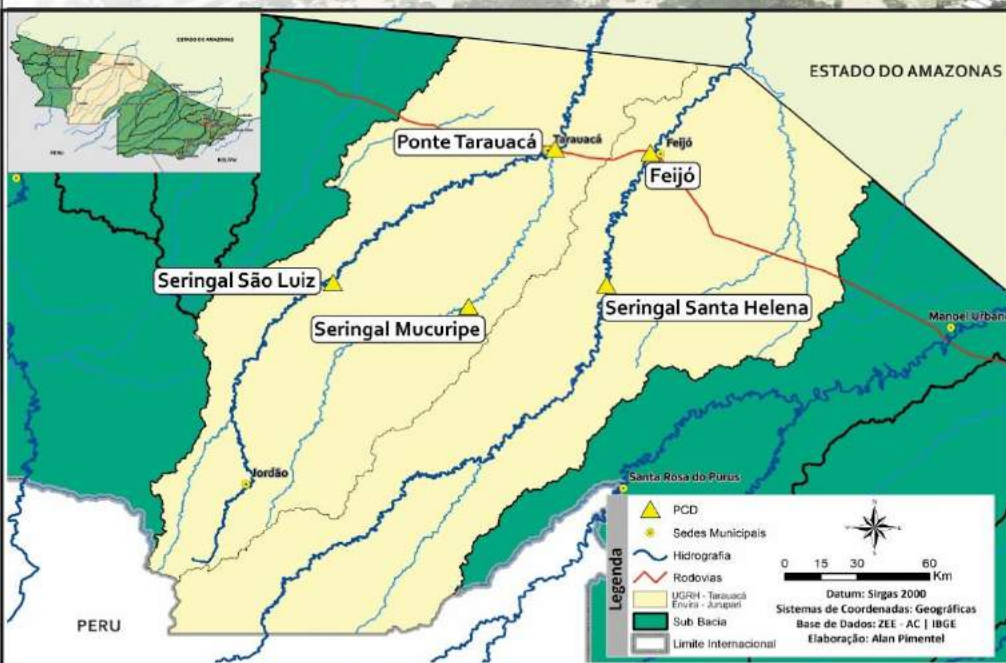 ESTADO DO AMAZONAS
PERU
ESTADO DO AMAZONAS
Ponte Tarauacá
Tarauacá
Feijó
Feijó
Seringal São Luiz
Seringal Mucuripe
Seringal Santa Helena
Jordão
Santa Rosa do Purus
PERU
Legenda
PCD
Sedes Municipais
Hidrografia
Rodovias
UGRH - Tarauacá
Envira - Jurupari
Sub Bacia
Limite Internacional
0 15 30 60
Km
Datum: Sirgas 2000
Sistemas de Coordenadas: Geográficas
Base de Dados: ZEE - AC | IBGE
Elaboração: Alan Pimentel